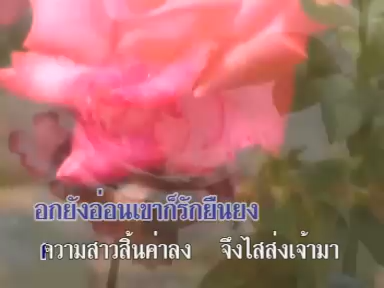 อกยังอ่อนเขาก็รักยืนยง
ความสาวสิ้นค่าลง จึงไสส่งเจ้ามา